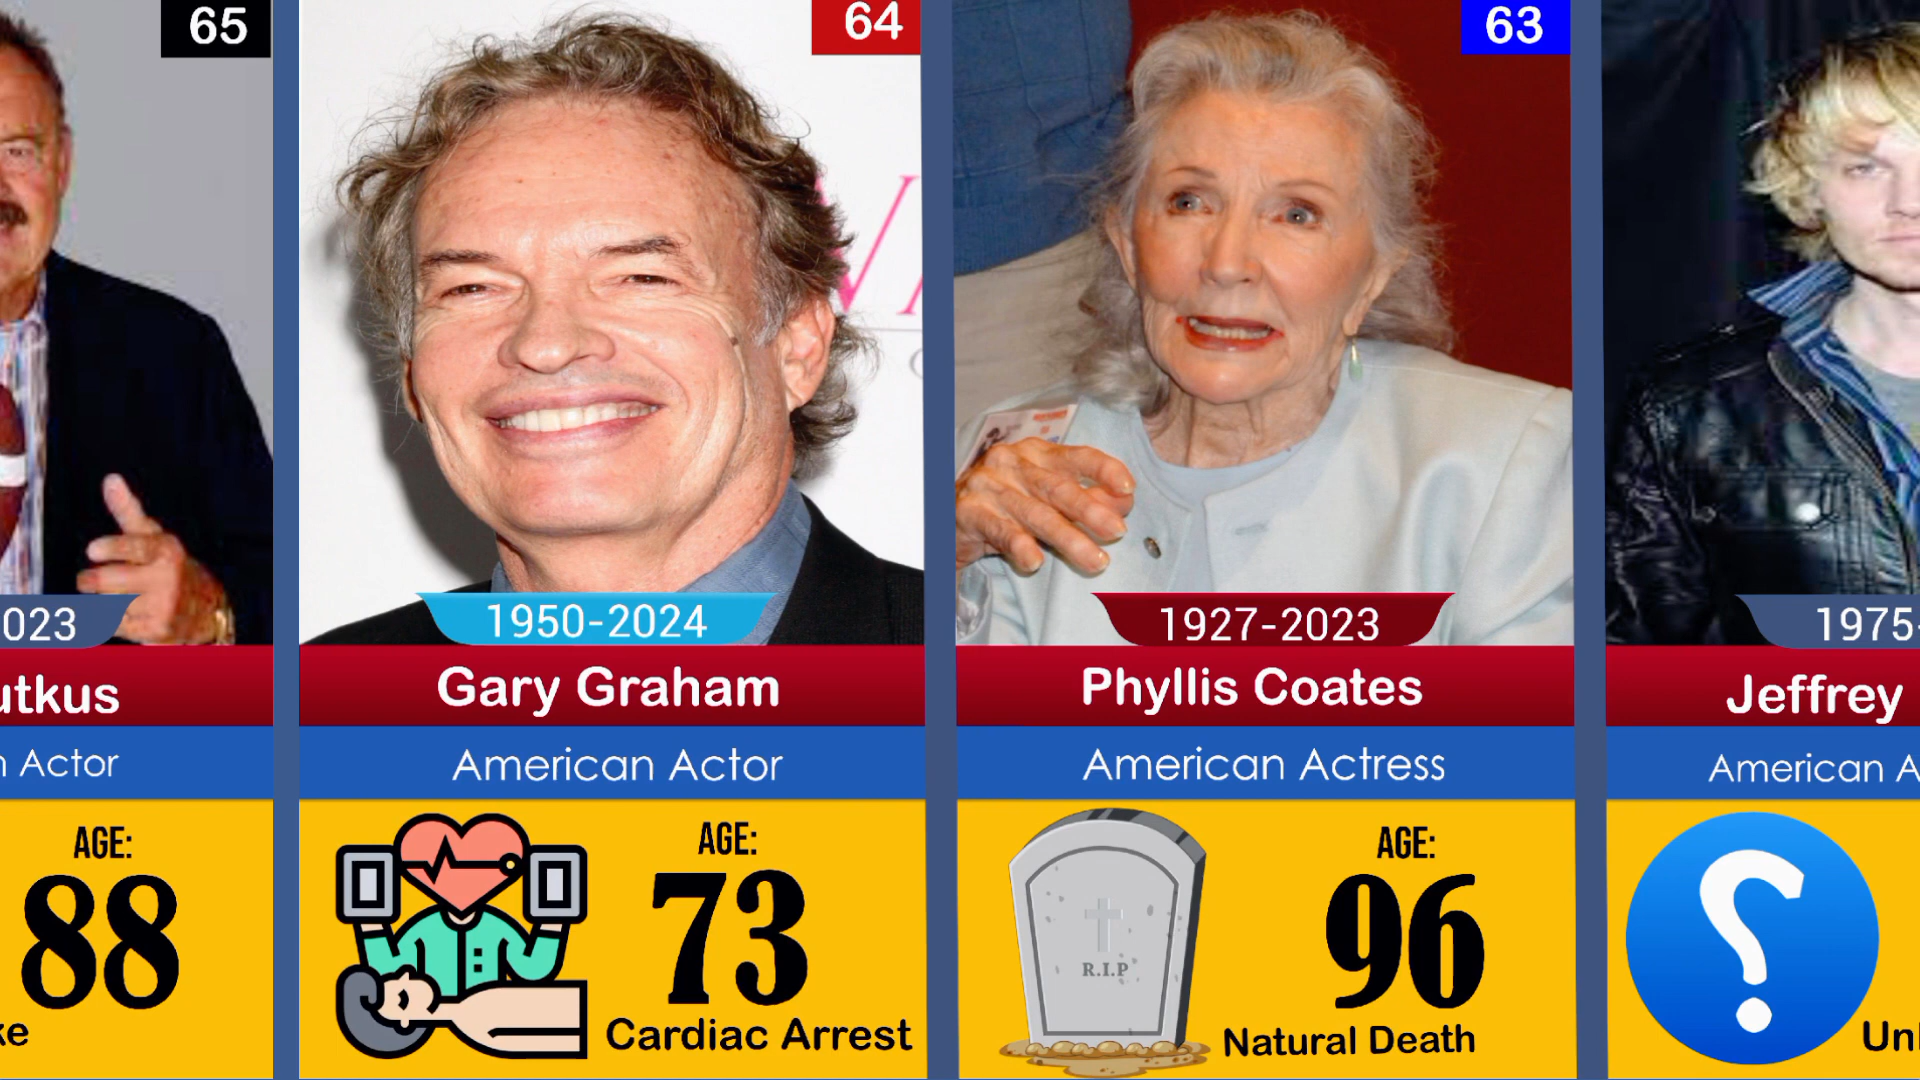 65
023
utkus
n Actor
AGE:
88
ke
64
1950-2024
Gary Graham
American Actor
AGE:
73
Cardiac Arrest
63
1927-2023
Phyllis Coates
American Actress
R.I.P
AGE:
96
Natural Death
1975-
Jeffrey
American A
?
Un